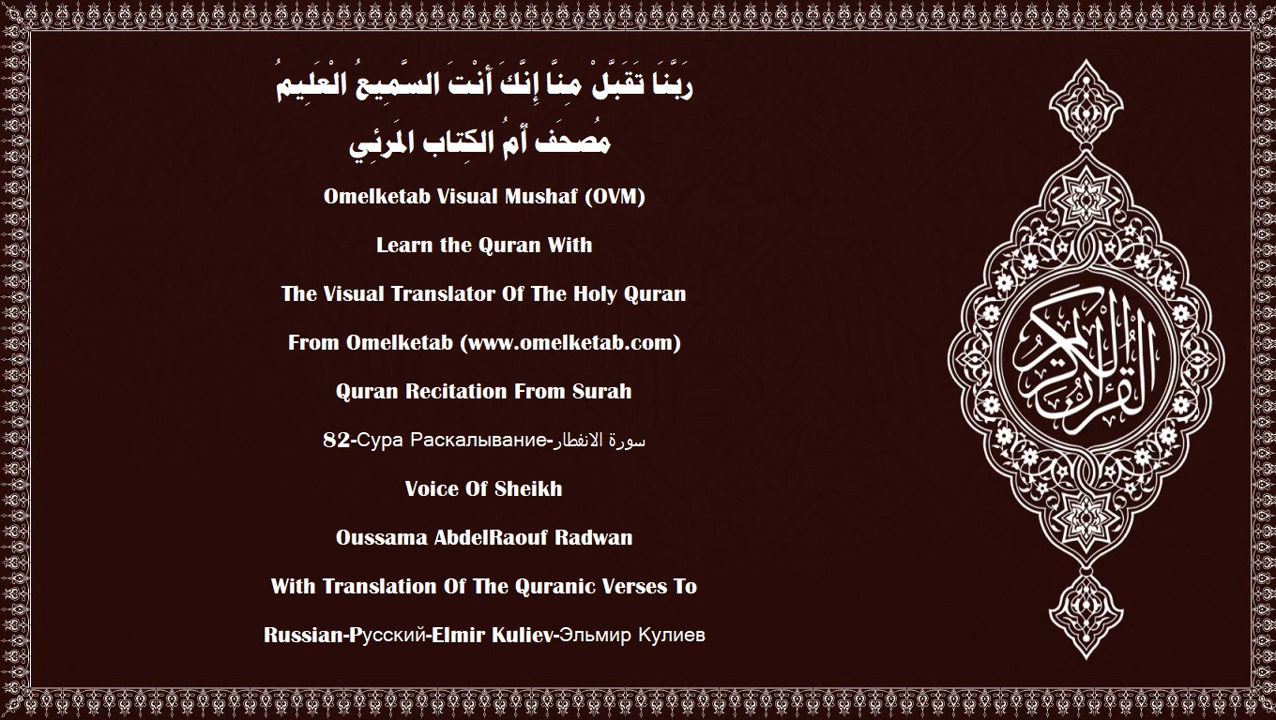 رَبَّنَا تَقَبَّلْ مِنَّا إِنَّكَ أَنْتَ السَّمِيعُ الْعَلِيمُ
مُصحَف أمُ الكِتاب المَرئِي
Omelketab Visual Mushaf (OVM)
Learn the Quran With
The Visual Translator Of The Holy Quran
From Omelketab (www.omelketab.com)
Quran Recitation From Surah
82-Сура Раскалывание-سورة الانفطار
Voice Of Sheikh
Oussama AbdelRaouf Radwan
With Translation Of The Quranic Verses To
Russian-Русский-Elmir Kuliev-Эльмир Кулиев
القرآن الكريم